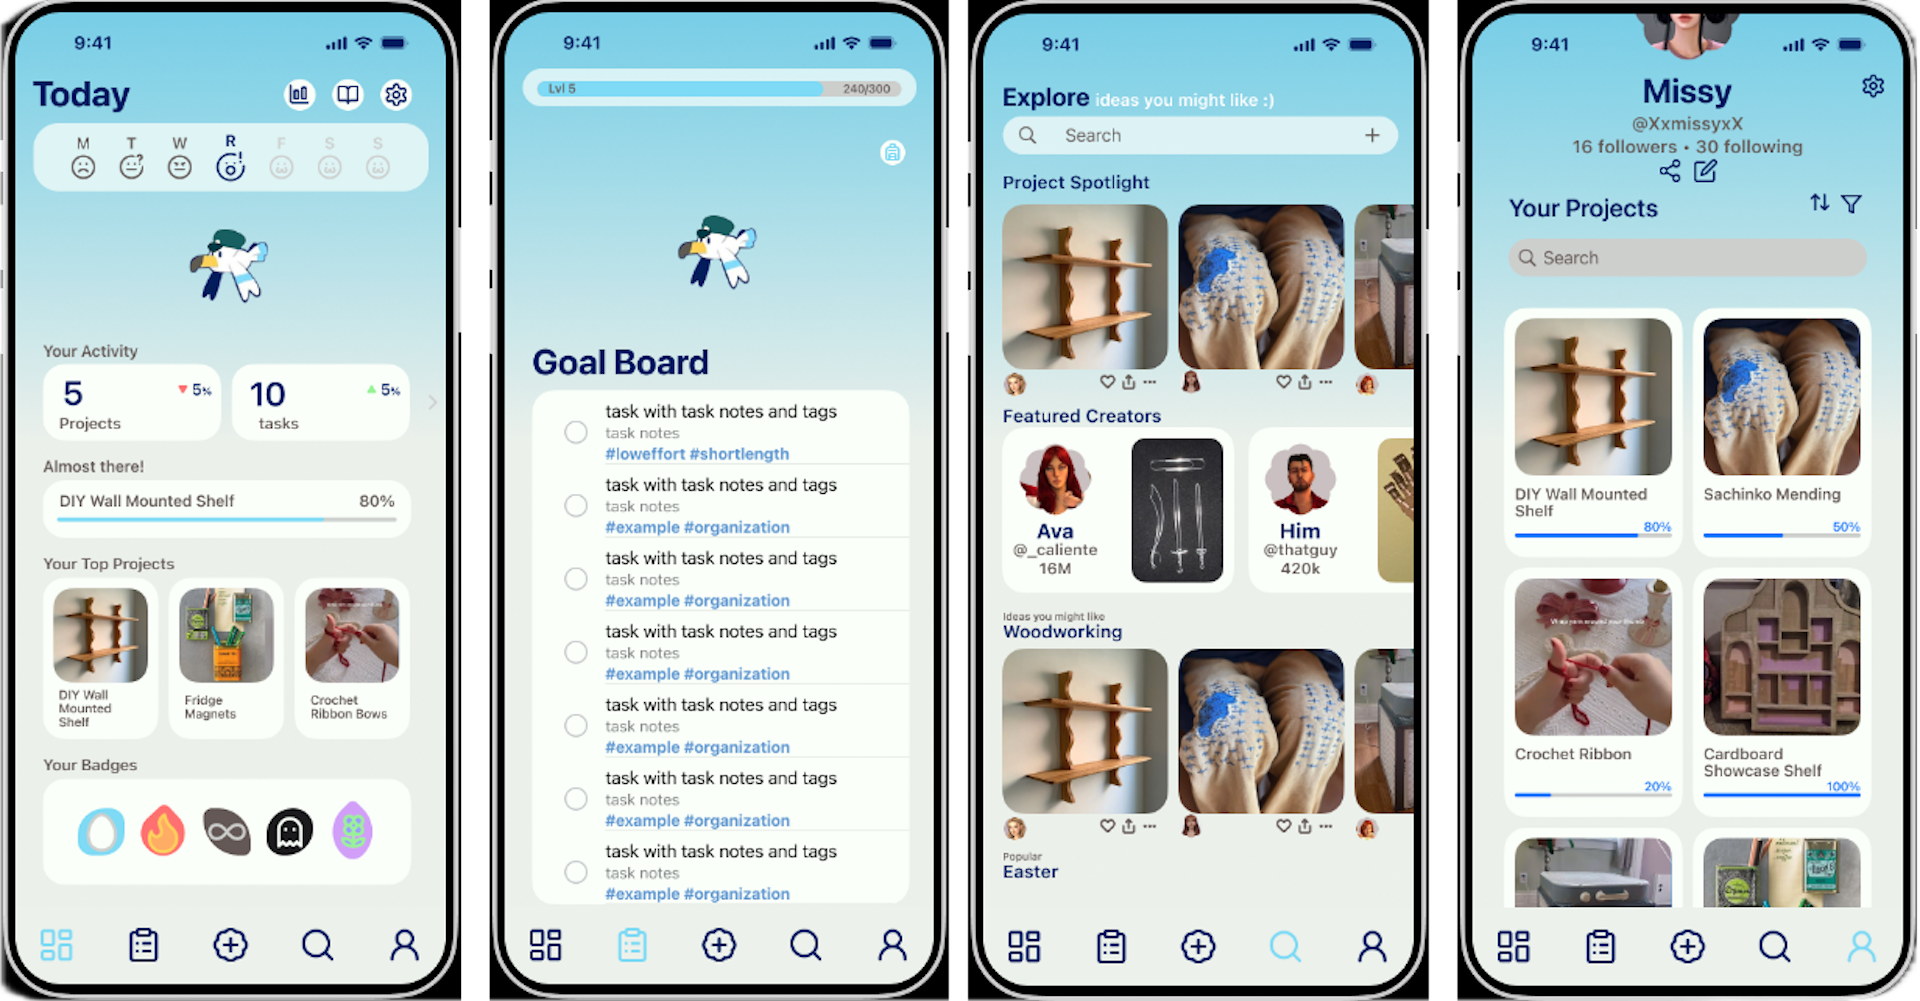 9:41
Today
M T W R F S S
Your Activity
5
5%
Projects
10
5%
tasks
Almost there!
DIY Wall Mounted Shelf 80%
Your Top Projects
DIY Wall
Mounted
Shelf
Fridge
Magnets
Crochet
Ribbon Bows
Your Badges
9:41
Lvl 5 240/300
Goal Board
task with task notes and tags
task notes
#loweffort #shortlength
task with task notes and tags
task notes
#example #organization
task with task notes and tags
task notes
#example #organization
task with task notes and tags
task notes
#example #organization
task with task notes and tags
task notes
#example #organization
task with task notes and tags
task notes
#example #organization
task with task notes and tags
task notes
#example #organization
9:41
Explore ideas you might like :)
Search
Project Spotlight
Featured Creators
Ava
@_caliente
16M
Him
@thatguy
420k
Ideas you might like
Woodworking
Popular
Easter
9:41
Missy
@XxmissyxX
16 followers • 30 following
Your Projects
Search
DIY Wall Mounted
Shelf
80%
Sachinko Mending
50%
Crochet Ribbon
20%
Cardboard
Showcase Shelf
100%